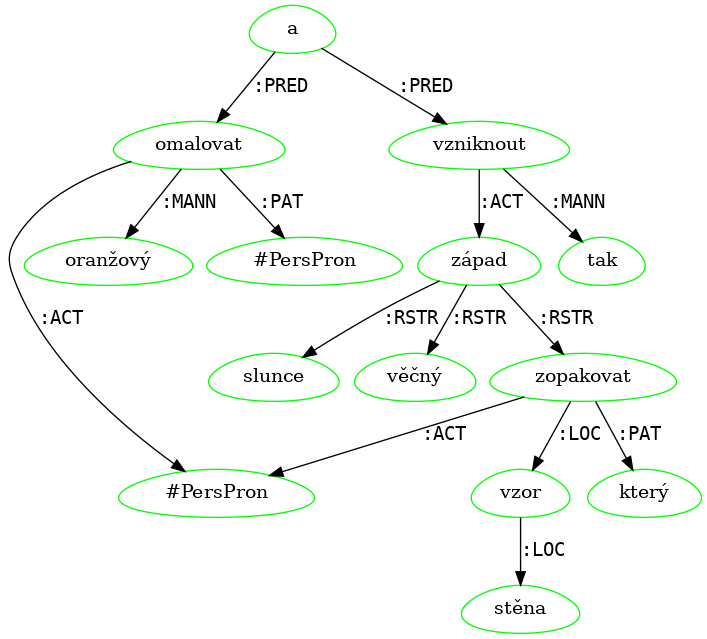 a
:PRED :PRED
omalovat vzniknout
:MANN :PAT :ACT :MANN
oranžový #PersPron západ tak
:ACT :RSTR :RSTR :RSTR
slunce věčný zopakovat
:ACT :LOC :PAT
#PersPron vzor který
:LOC
stěna